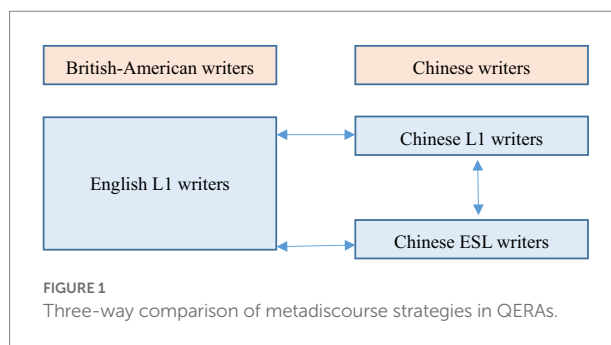 British-American writers
Chinese writers
English L1 writers
Chinese L1 writers
Chinese ESL writers
FIGURE 1
Three-way comparison of metadiscourse strategies in QERAs.